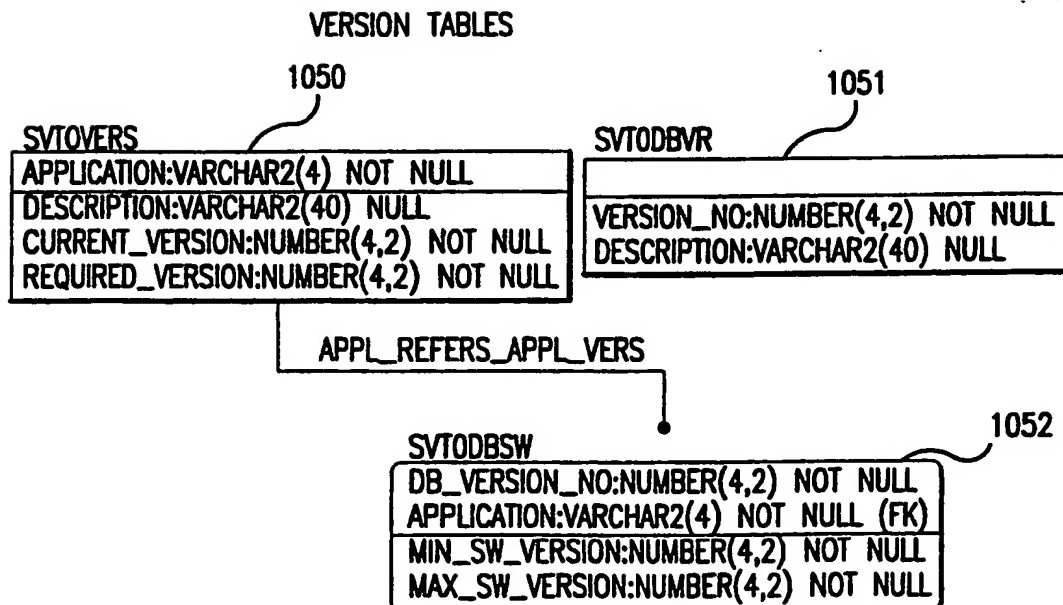 VERSION TABLES
1050
1051
SVTOVERS
APPLICATION:VARCHAR2(4) NOT NULL
DESCRIPTION:VARCHAR2(40) NULL
CURRENT_VERSION:NUMBER(4,2) NOT NULL
REQUIRED_VERSION:NUMBER(4,2) NOT NULL
SVTODBVR
VERSION_NO:NUMBER(4,2) NOT NULL
DESCRIPTION:VARCHAR2(40) NULL
APPL_REFERS_APPL_VERS
1052
SVTODBSW
DB_VERSION_NO:NUMBER(4,2) NOT NULL
APPLICATION:VARCHAR2(4) NOT NULL (FK)
MIN_SW_VERSION:NUMBER(4,2) NOT NULL
MAX_SW_VERSION:NUMBER(4,2) NOT NULL